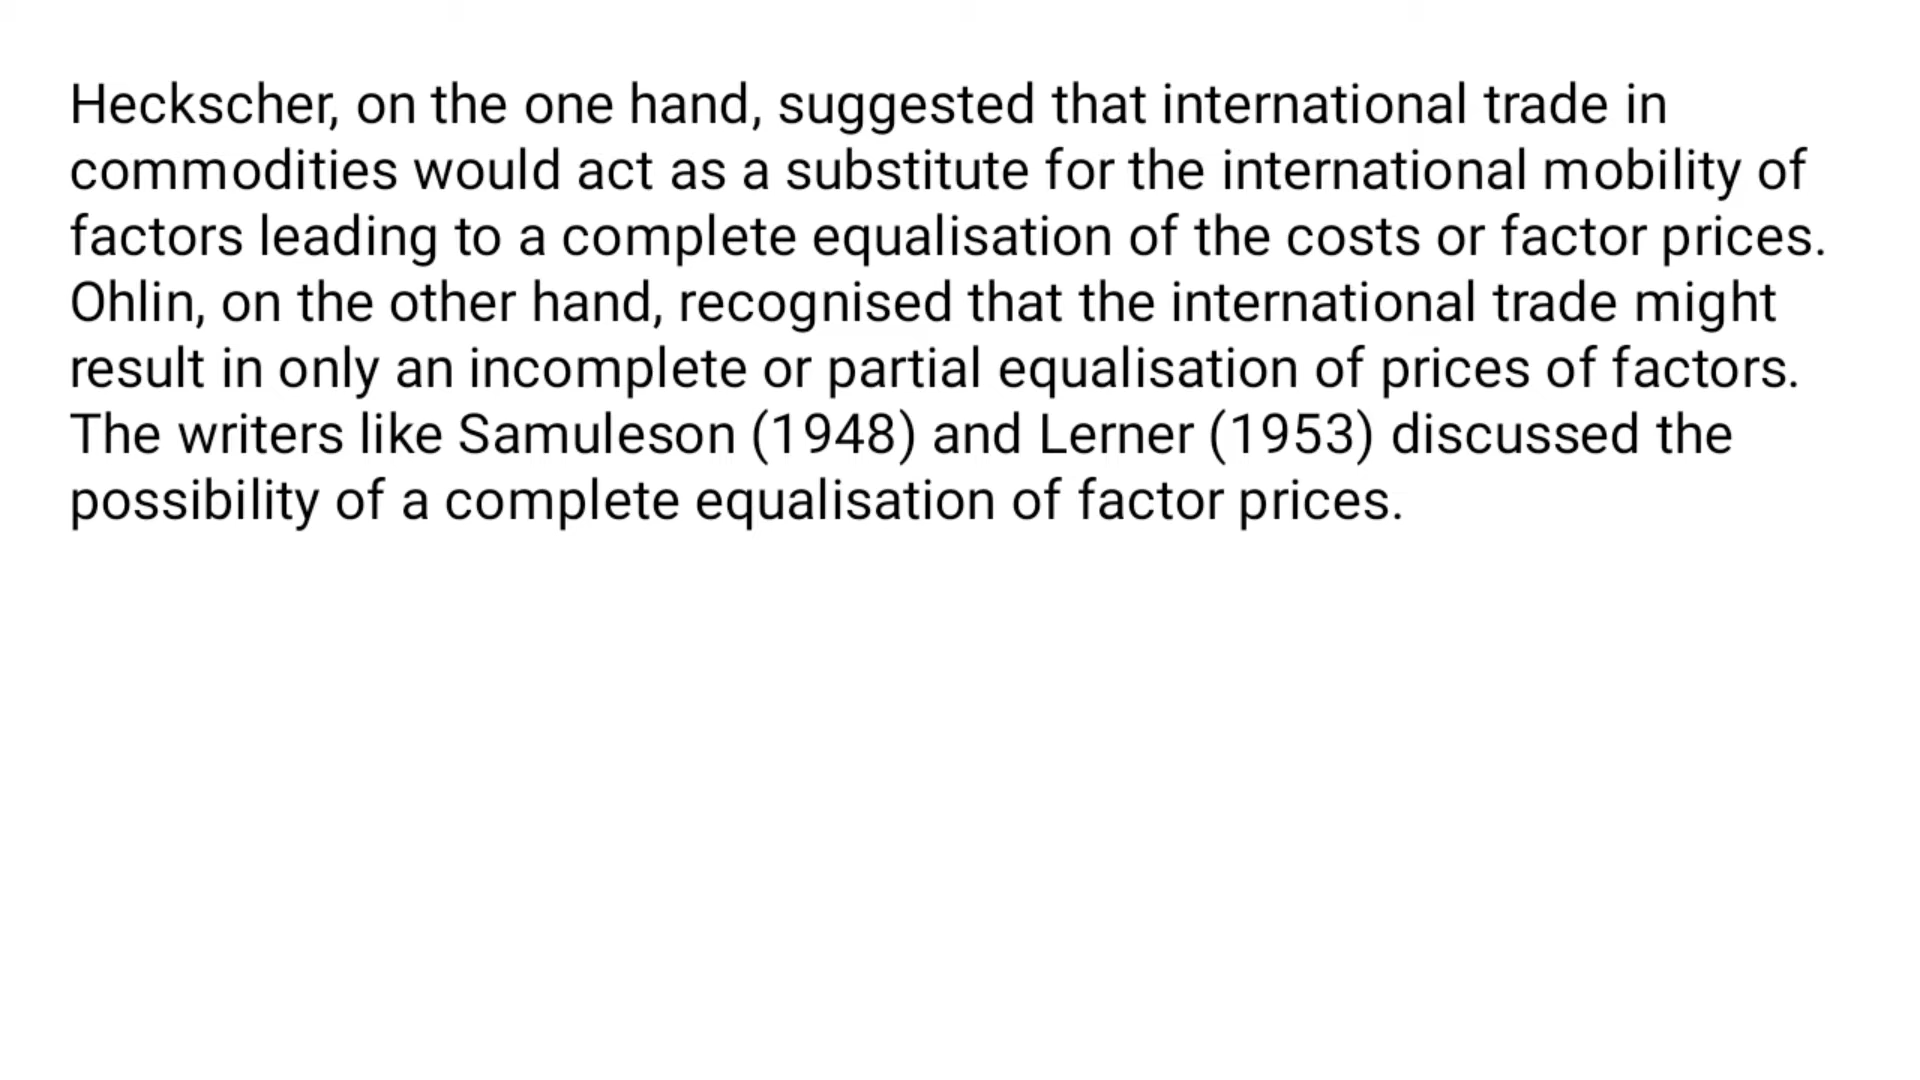 Heckscher, on the one hand, suggested that international trade in
commodities would act as a substitute for the international mobility of
factors leading to a complete equalisation of the costs or factor prices.
Ohlin, on the other hand, recognised that the international trade might
result in only an incomplete or partial equalisation of prices of factors.
The writers like Samuleson (1948) and Lerner (1953) discussed the
possibility of a complete equalisation of factor prices.